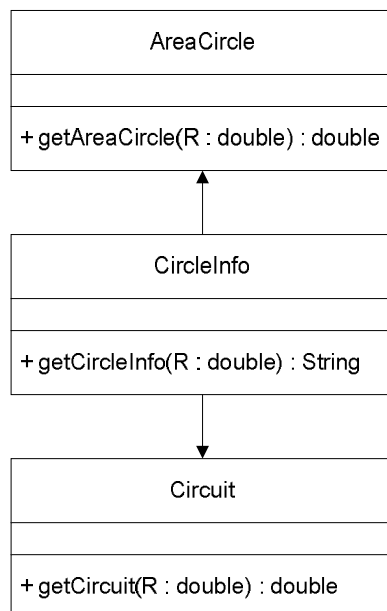 AreaCircle
+ getAreaCircle(R : double) : double
CircleInfo
+ getCircleInfo(R : double) : String
Circuit
+ getCircuit(R : double) : double